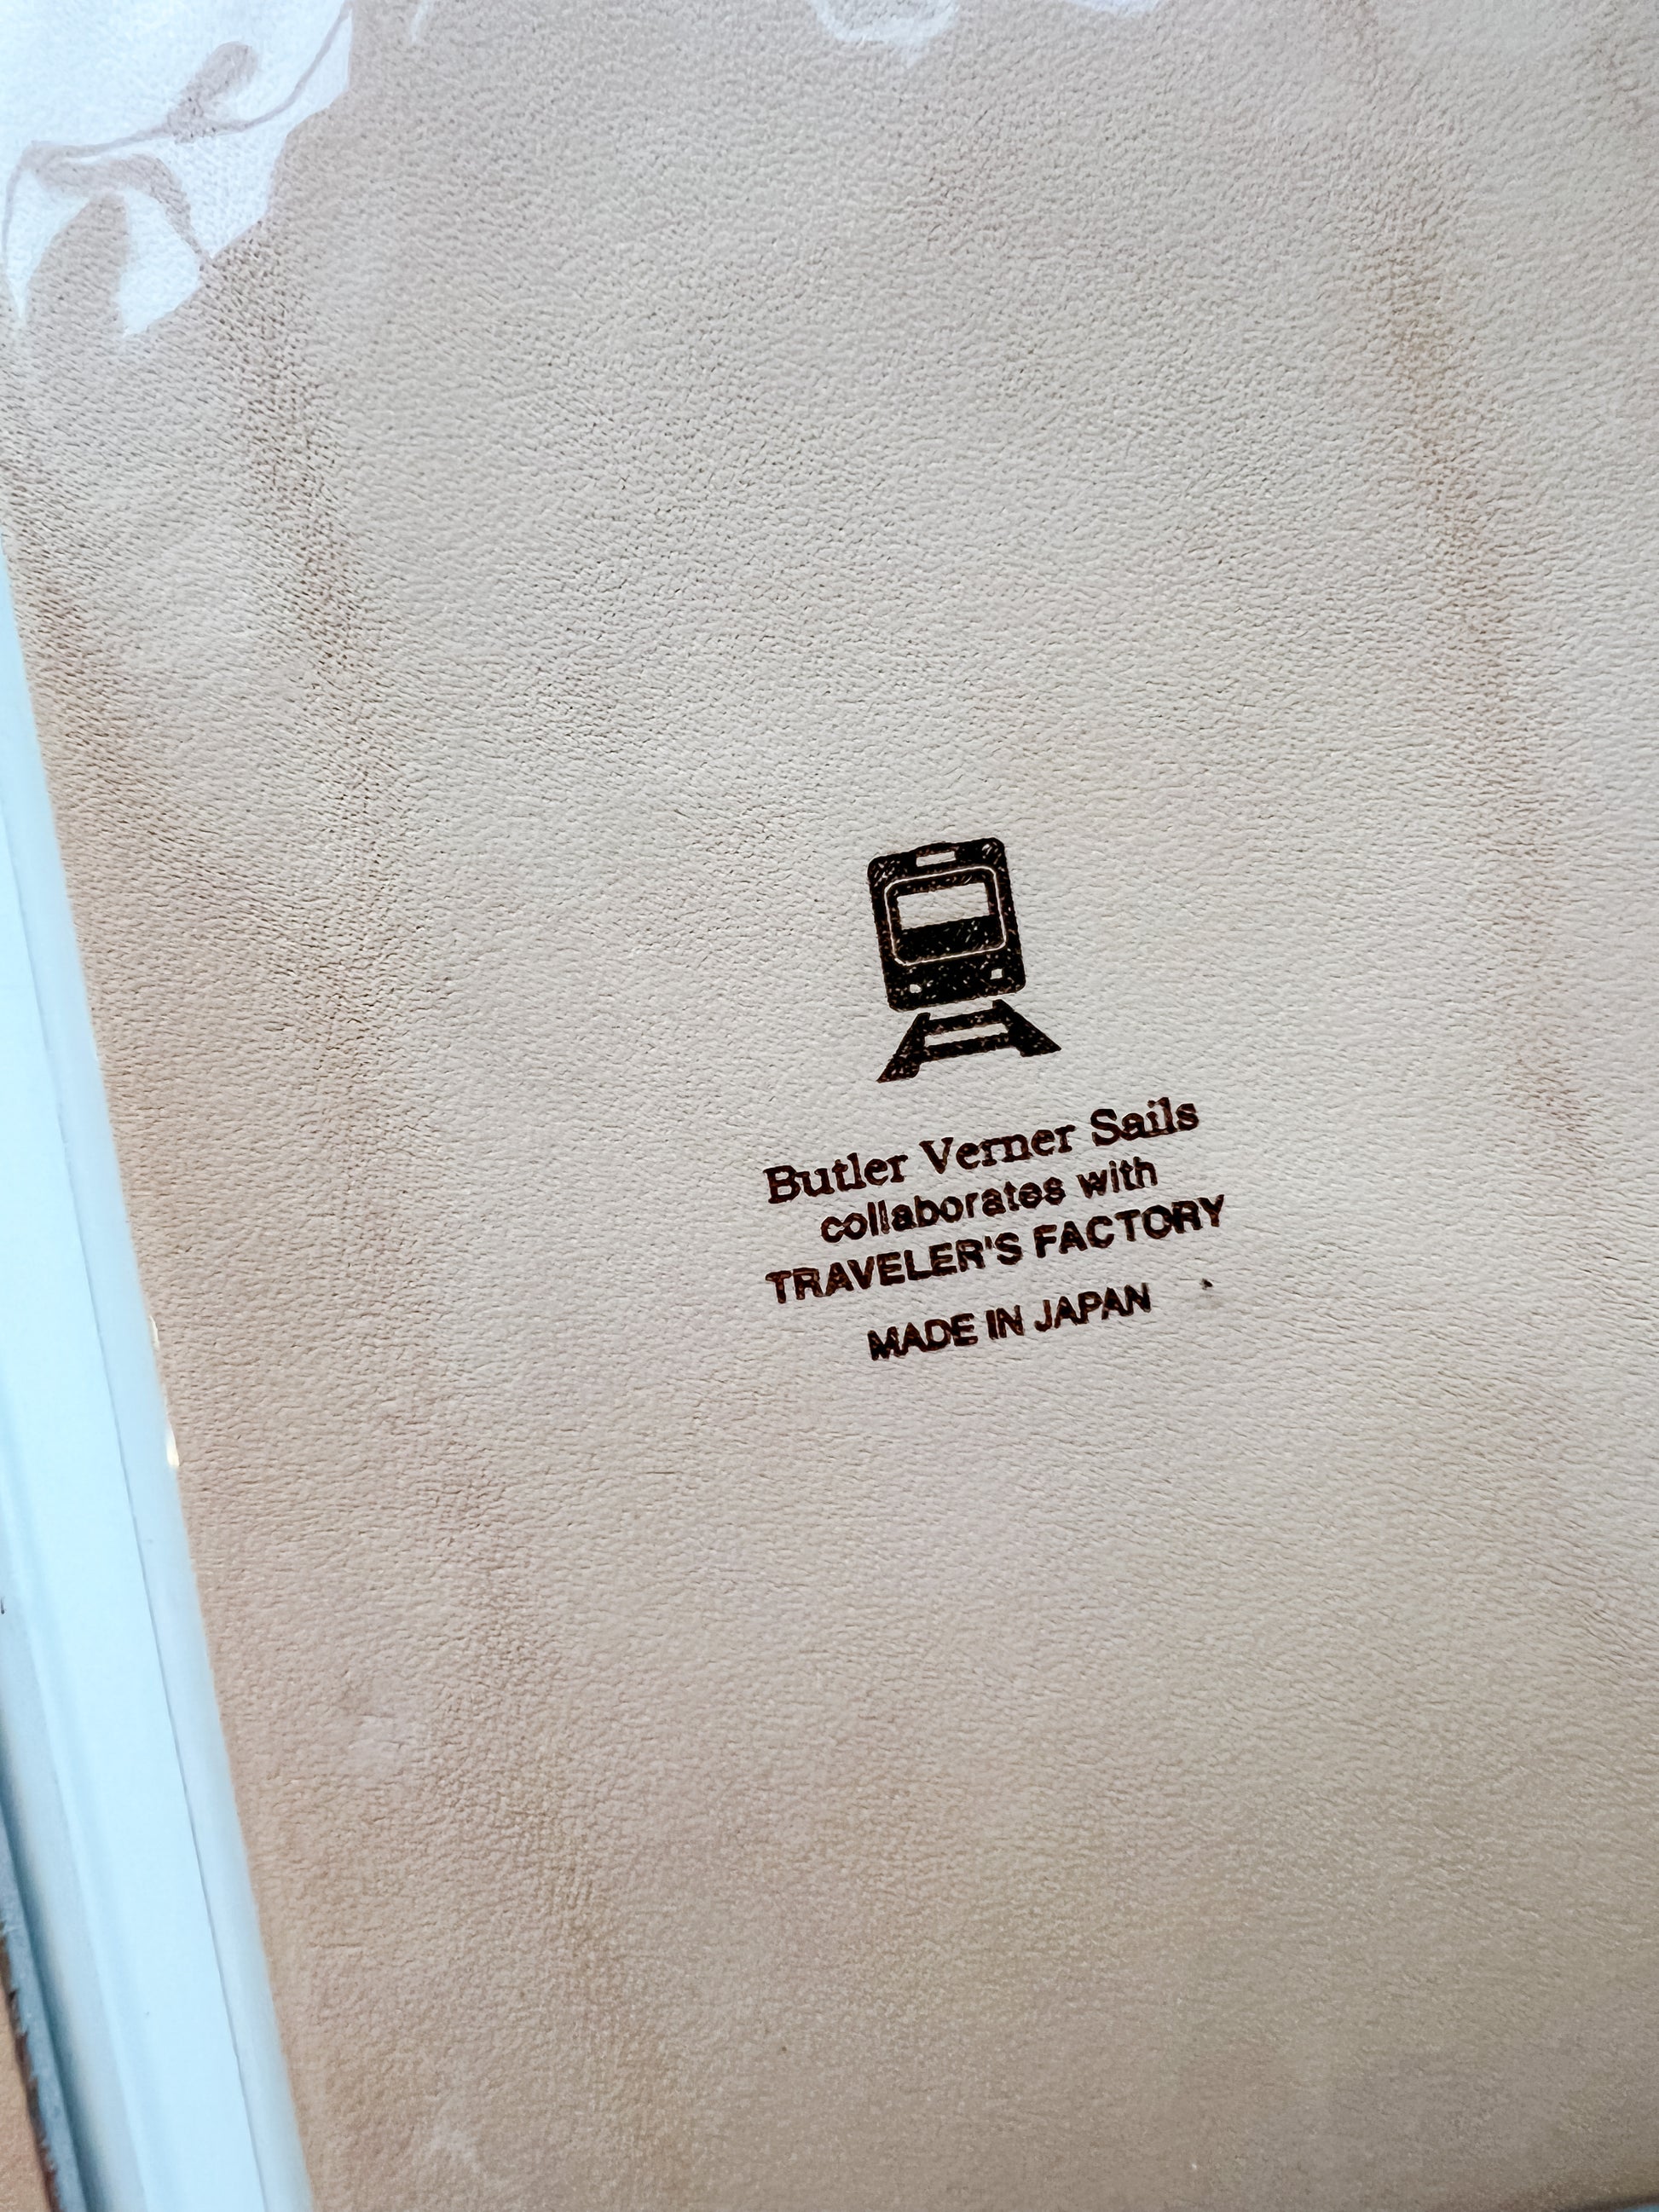 Butler Verner Sails
collaborates with
TRAVELER'S FACTORY
MADE IN JAPAN